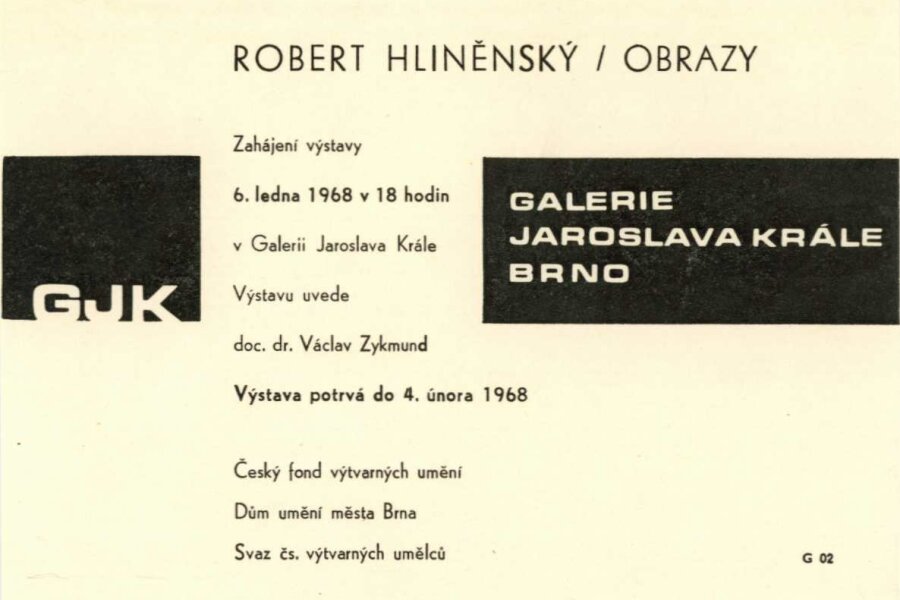 ROBERT HLINĚNSKÝ / OBRAZY
Zahájení výstavy
6. ledna 1968 v 18 hodin
v Galerii Jaroslava Krále
Výstavu uvede
doc. dr. Václav Zykmund
Výstava potrvá do 4. února 1968
Český fond výtvarných umění
Dům umění města Brna
Svaz čs. výtvarných umělců
GJK
GALERIE
JAROSLAVA KRÁLE
BRNO
G 02